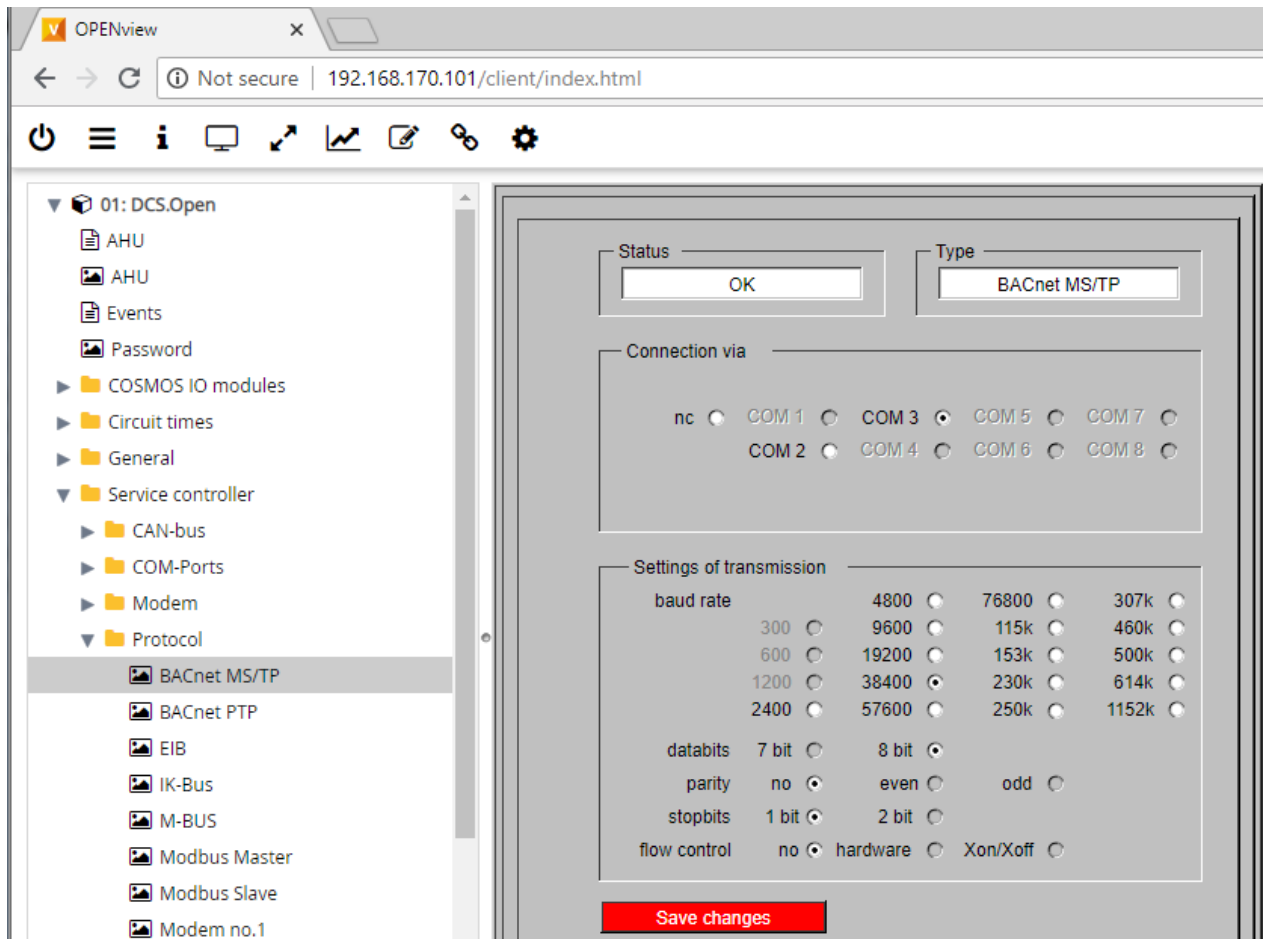 OPENview
Not secure | 192.168.170.101/client/index.html
01: DCS.Open
AHU
AHU
Events
Password
COSMOS IO modules
Circuit times
General
Service controller
CAN-bus
COM-Ports
Modem
Protocol
BACnet MS/TP
BACnet PTP
EIB
IK-Bus
M-BUS
Modbus Master
Modbus Slave
Modem no.1
Status Type
OK BACnet MS/TP
Connection via
nc COM 1 COM 3 COM 5 COM 7
COM 2 COM 4 COM 6 COM 8
Settings of transmission
baud rate 4800 76800 307k
300 9600 115k 460k
600 19200 153k 500k
1200 38400 230k 614k
2400 57600 250k 1152k
databits 7 bit 8 bit
parity no even odd
stopbits 1 bit 2 bit
flow control no hardware Xon/Xoff
Save changes